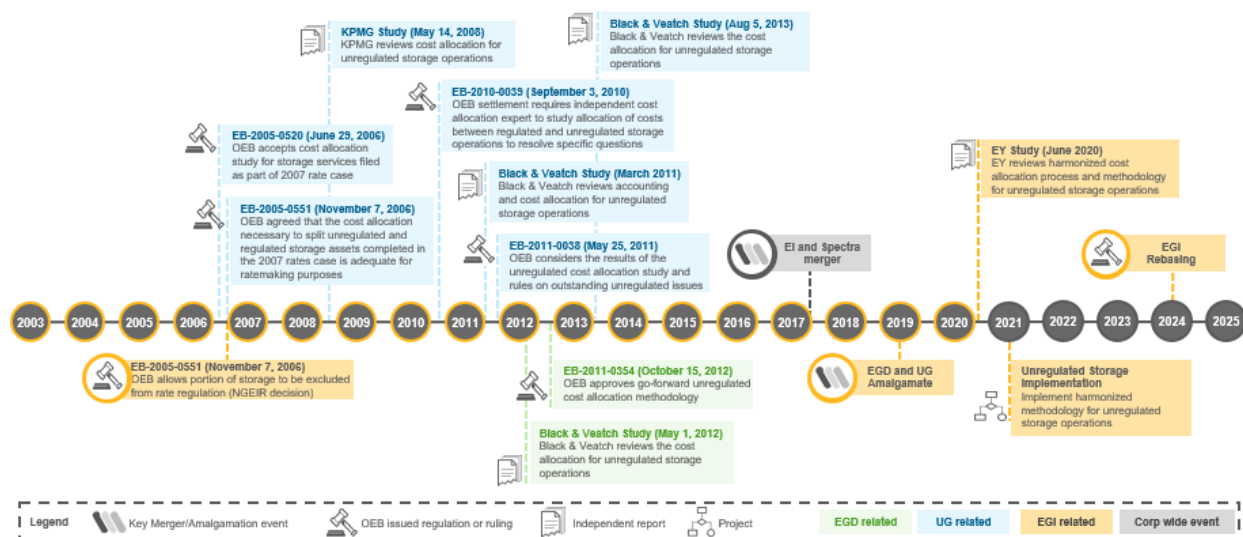 KPMG Study (May 14, 2008)
KPMG reviews cost allocation for
unregulated storage operations
Black & Veatch Study (Aug 5, 2013)
Black & Veatch reviews the cost
allocation for unregulated storage
operations
EB-2010-0039 (September 3, 2010)
OEB settlement requires independent cost
allocation expert to study allocation of costs
between regulated and unregulated storage
operations to resolve specific questions
EB-2005-0520 (June 29, 2006)
OEB accepts cost allocation
study for storage services filed
as part of 2007 rate case
EY Study (June 2020)
EY reviews harmonized cost
allocation process and methodology
for unregulated storage operations
Black & Veatch Study (March 2011)
Black & Veatch reviews accounting
and cost allocation for unregulated
storage operations
EB-2005-0551 (November 7, 2006)
OEB agreed that the cost allocation
necessary to split unregulated and
regulated storage assets completed in
the 2007 rates case is adequate for
ratemaking purposes
EB-2011-0038 (May 25, 2011)
OEB considers the results of the
unregulated cost allocation study and
rules on outstanding unregulated issues
EI and Spectra
merger
EGI
Rebasing
2003 2004 2005 2006 2007 2008 2009 2010 2011 2012 2013 2014 2015 2016 2017 2018 2019 2020 2021 2022 2023 2024 2025
EB-2005-0551 (November 7, 2006)
OEB allows portion of storage to be excluded
from rate regulation (NGEIR decision)
EB-2011-0354 (October 15, 2012)
OEB approves go-forward unregulated
cost allocation methodology
EGD and UG
Amalgamate
Unregulated Storage
Implementation
Implement harmonized
methodology for unregulated
storage operations
Black & Veatch Study (May 1, 2012)
Black & Veatch reviews the cost
allocation for unregulated storage
operations
Legend Key Merger/Amalgamation event OEB issued regulation or ruling Independent report Project EGD related UG related EGI related Corp wide event